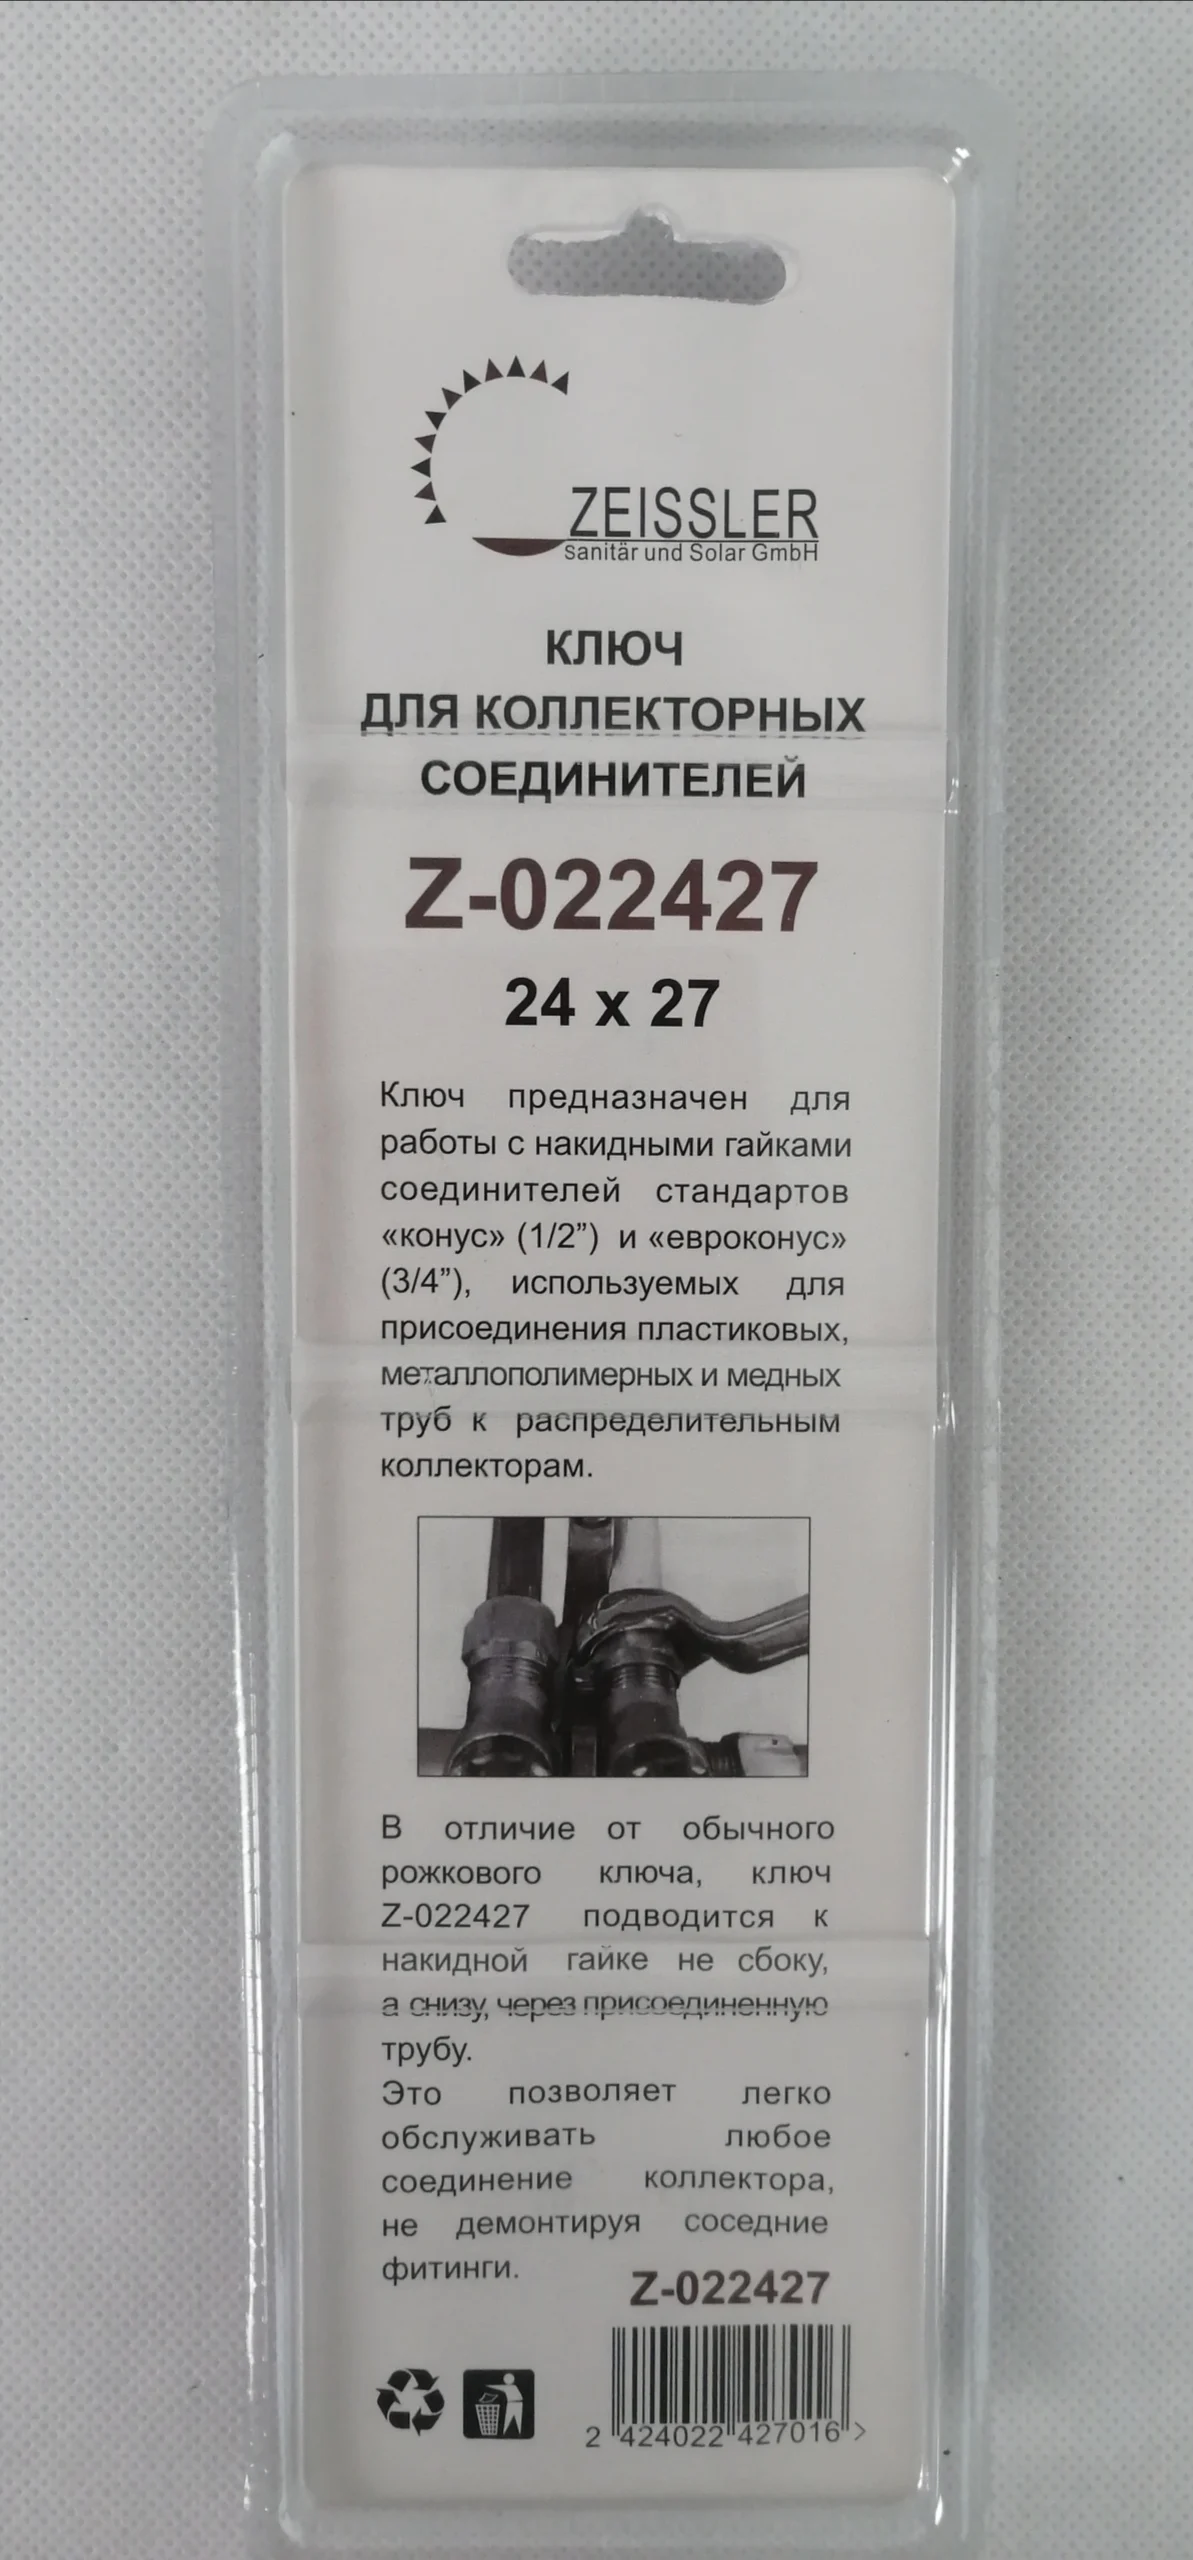 ZEISSLER
Sanitär und Solar GmbH
КЛЮЧ
ДЛЯ КОЛЛЕКТОРНЫХ
СОЕДИНИТЕЛЕЙ
Z-022427
24 x 27
Ключ предназначен для
работы с накидными гайками
соединителей стандартов
«конус» (1/2”) и «евроконус»
(3/4”), используемых для
присоединения пластиковых,
металлополимерных и медных
труб к распределительным
коллекторам.
В отличие от обычного
рожкового ключа, ключ
Z-022427 подводится к
накидной гайке не сбоку,
а снизу, через присоединенную
трубу.
Это позволяет легко
обслуживать любое
соединение коллектора,
не демонтируя соседние
фитинги.
Z-022427
2 424022 427016 >